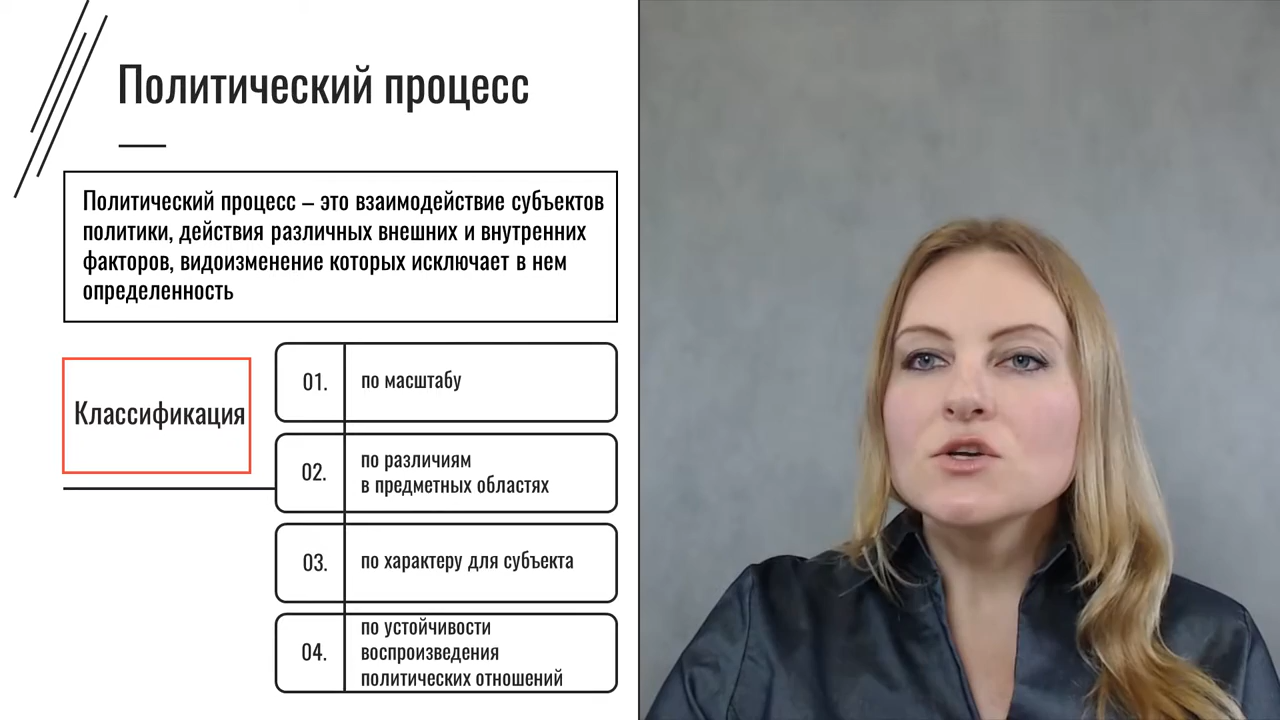 Политический процесс
Политический процесс – это взаимодействие субъектов
политики, действия различных внешних и внутренних
факторов, видоизменение которых исключает в нем
определенность
Классификация
01.
по масштабу
02.
по различиям
в предметных областях
03.
по характеру для субъекта
04.
по устойчивости
воспроизведения
политических отношений